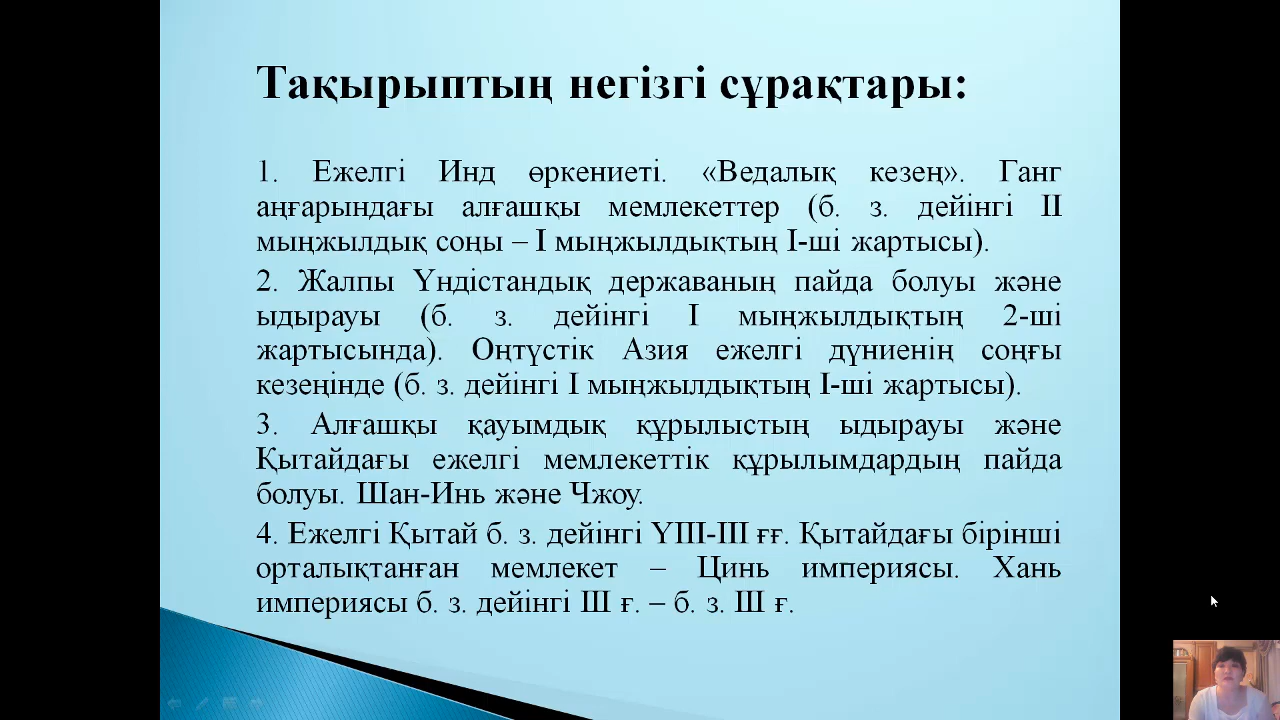 Тақырыптың негізгі сұрақтары:
1. Ежелгі Инд өркениеті. «Ведалық кезең». Ганг
аңғарындағы алғашқы мемлекеттер (б. з. дейінгі ІІ
мыңжылдық соңы – І мыңжылдықтың І-ші жартысы).
2. Жалпы Үндістандық державаның пайда болуы және
ыдырауы (б. з. дейінгі І мыңжылдықтың 2-ші
жартысында). Оңтүстік Азия ежелгі дүниенің соңғы
кезеңінде (б. з. дейінгі І мыңжылдықтың І-ші жартысы).
3. Алғашқы қауымдық құрылыстың ыдырауы және
Қытайдағы ежелгі мемлекеттік құрылымдардың пайда
болуы. Шан-Инь және Чжоу.
4. Ежелгі Қытай б. з. дейінгі ҮІІІ-ІІІ ғғ. Қытайдағы бірінші
орталықтанған мемлекет – Цинь империясы. Хань
империясы б. з. дейінгі ІІІ ғ. – б. з. ІІІ ғ.